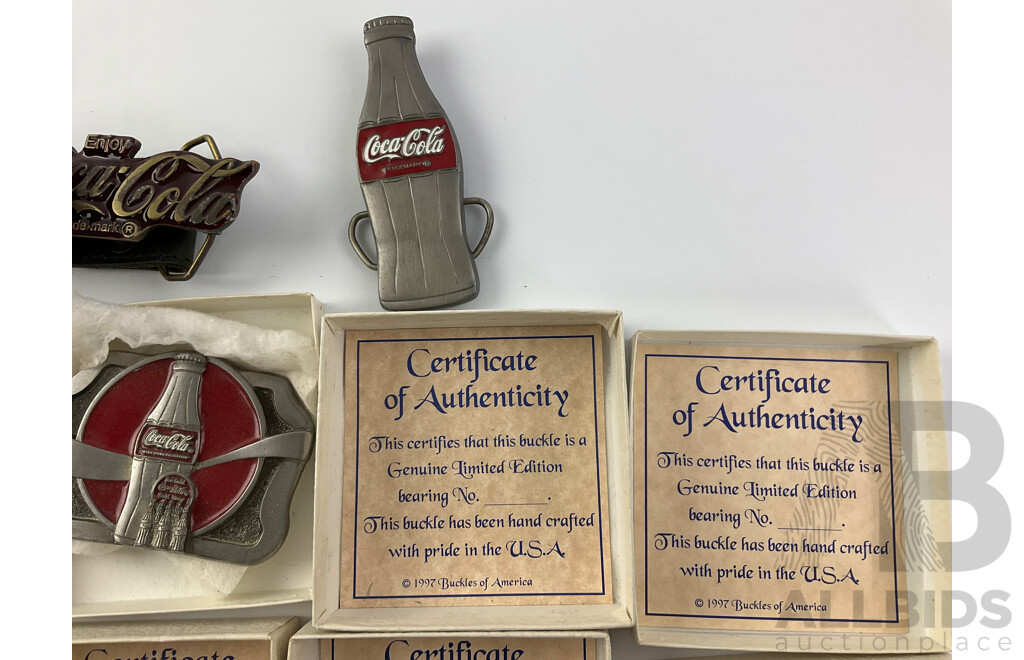 Enjoy
Coca-Cola
de-mark ®
Coca-Cola
TRADEMARK ®
Coca-Cola
Certificate
of Authenticity
This certifies that this buckle is a
Genuine Limited Edition
bearing No. ________.
This buckle has been hand crafted
with pride in the U.S.A.
© 1997 Buckles of America
Certificate
of Authenticity
This certifies that this buckle is a
Genuine Limited Edition
bearing No. ________.
This buckle has been hand crafted
with pride in the U.S.A.
© 1997 Buckles of America
Certificate
Certificate
B
ALLBIDS
auctionplace